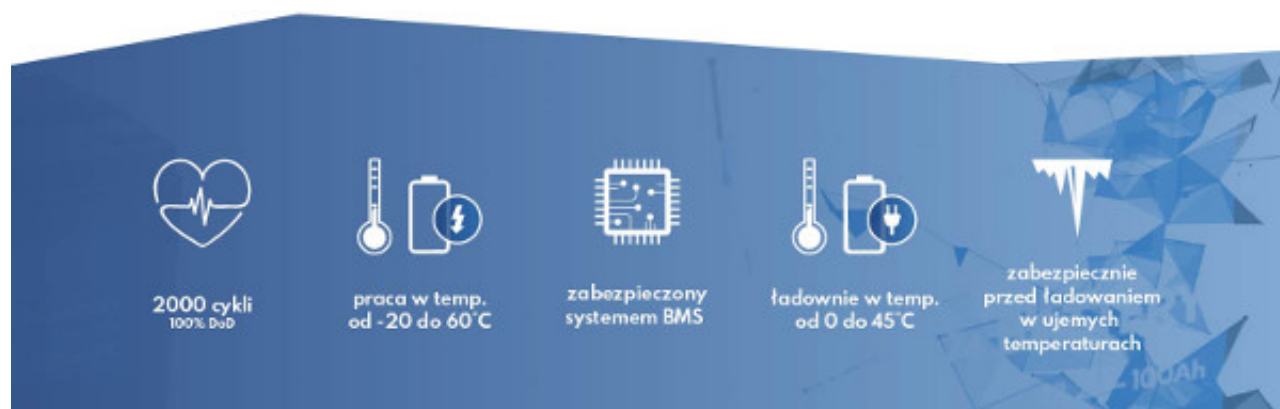 2000 cykli
100% DoD
praca w temp.
od -20 do 60°C
zabezpieczony
systemem BMS
ładownie w temp.
od 0 do 45°C
zabezpiecznie
przed ładowaniem
w ujemych
temperaturach
- 100Ah